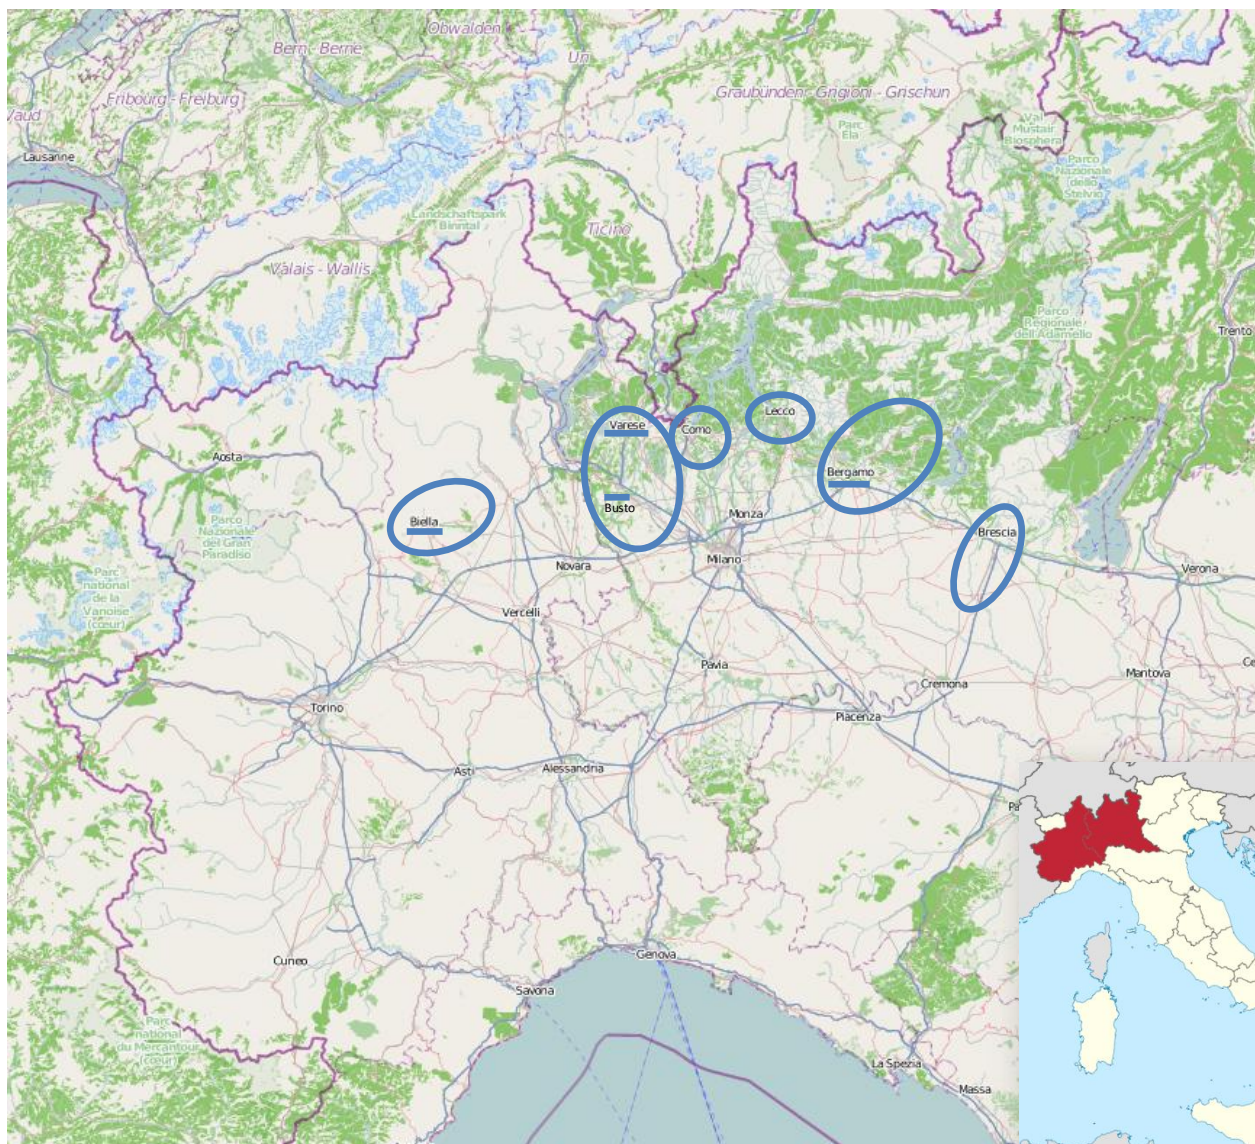 Obwalden
Bern - Berne
Uri
Fribourg - Freiburg
Vaud
Graubünden - Grigioni - Grischun
Parc
Ela
Val
Müstair
Biosphera
Lausanne
Parco
Nazionale
dello
Stelvio
Landschaftspark
Binntal
Ticino
Valais - Wallis
Parco
Regionale
dell'Adamello
Trento
Lecco
Varese
Como
Aosta
Bergamo
Busto
Monza
Biella
Parco
Nazionale
del Gran
Paradiso
Brescia
Milano
Novara
Verona
Parc
national
de la
Vanoise
(cœur)
Vercelli
Pavia
Mantova
Ce
Cremona
Torino
Piacenza
Asti
Alessandria
Pa
Cuneo
Genova
Savona
Parc
national
du Mercantour
(cœur)
La Spezia
Massa